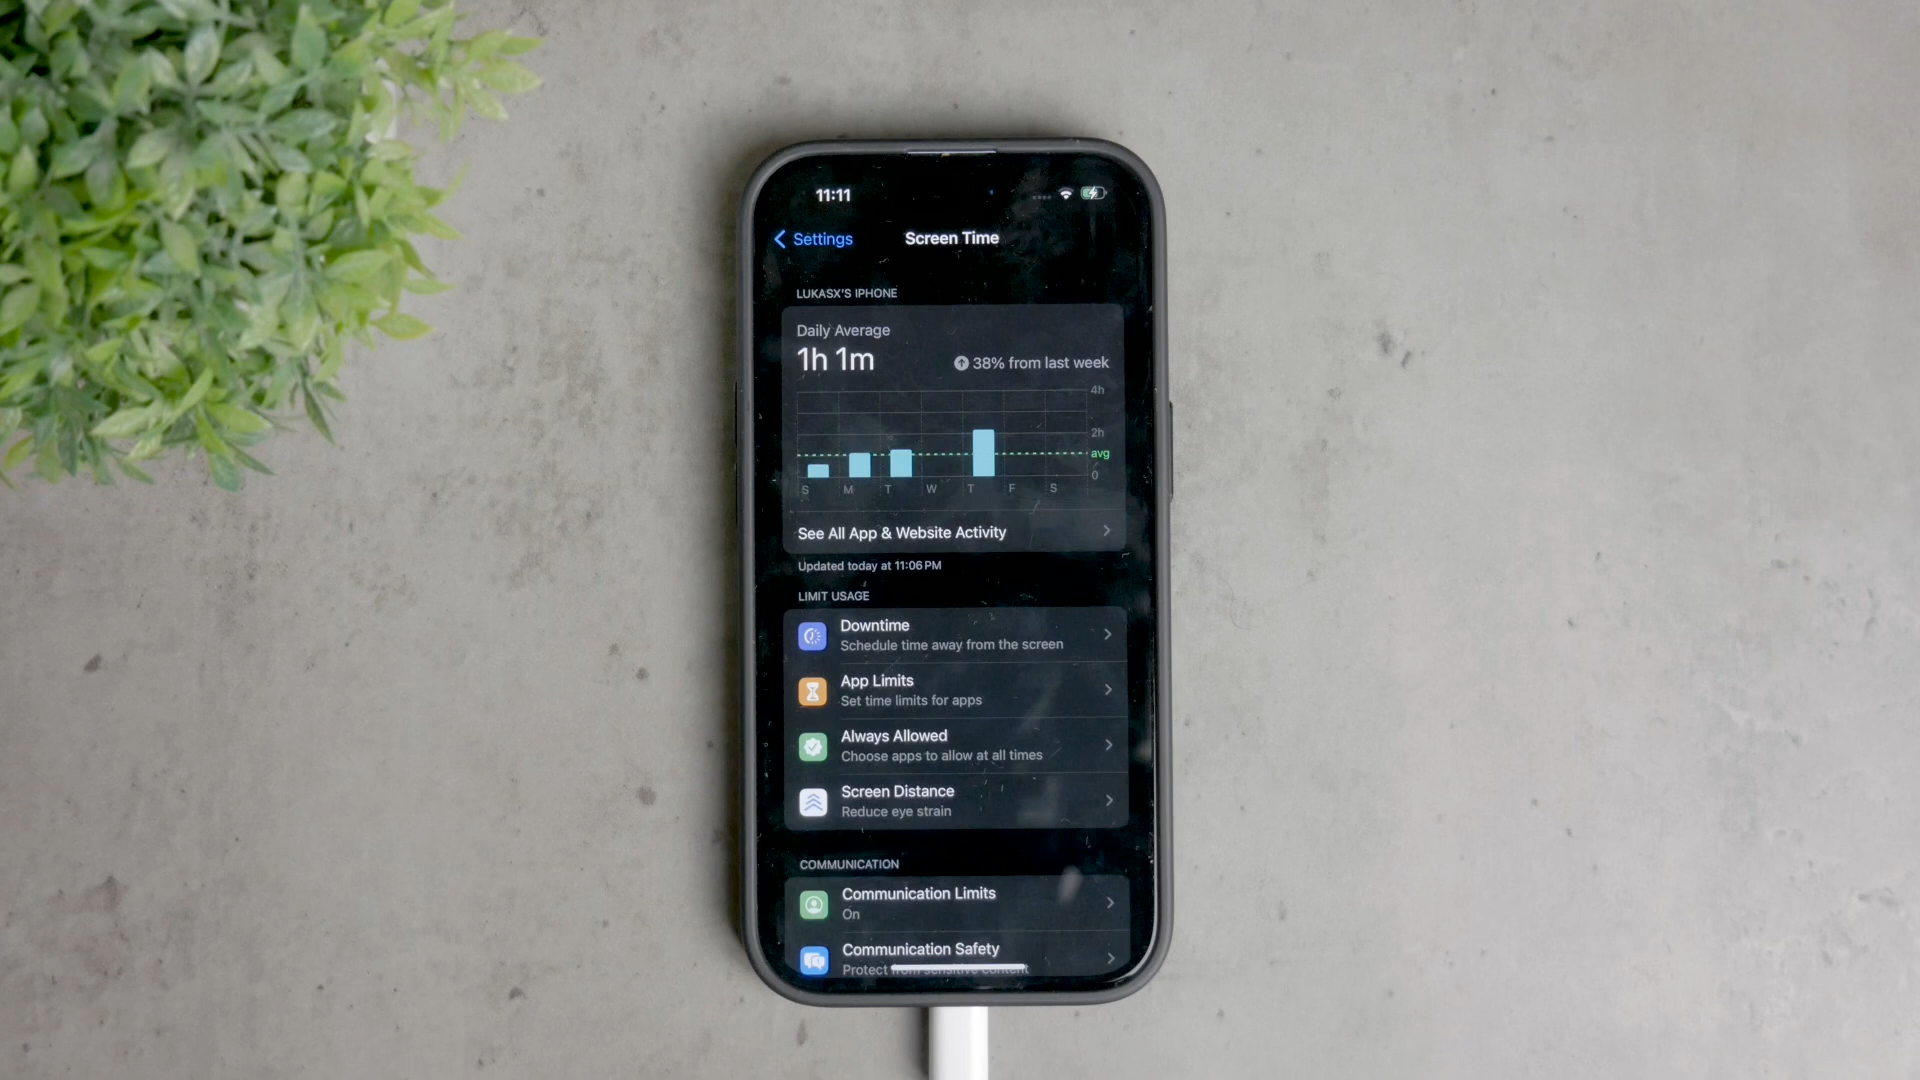 11:11
Settings
Screen Time
LUKASX'S IPHONE
Daily Average
1h 1m
38% from last week
4h
2h
avg
0
S M T W T F S
See All App & Website Activity
Updated today at 11:06 PM
LIMIT USAGE
Downtime
Schedule time away from the screen
App Limits
Set time limits for apps
Always Allowed
Choose apps to allow at all times
Screen Distance
Reduce eye strain
COMMUNICATION
Communication Limits
On
Communication Safety
Protect from sensitive content